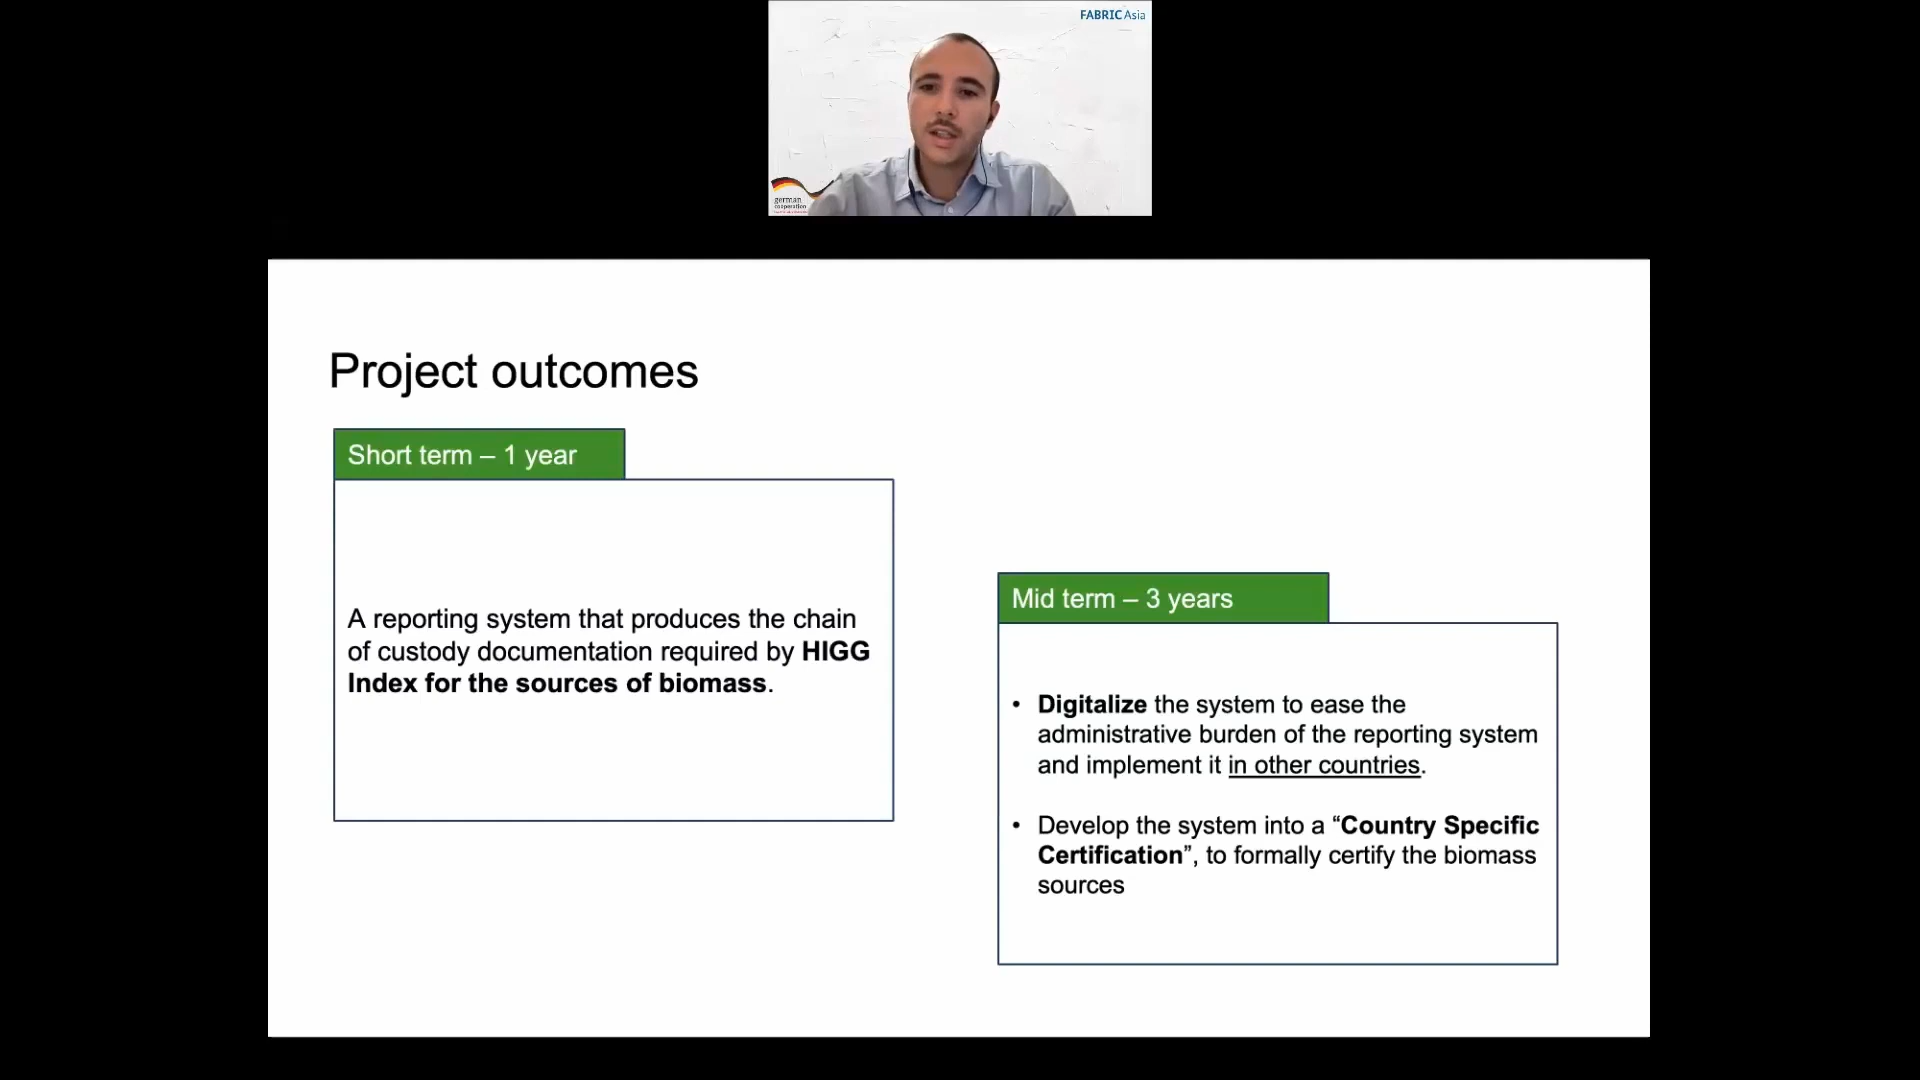 FABRIC Asia
german
cooperation
Project outcomes
Short term – 1 year
A reporting system that produces the chain
of custody documentation required by HIGG
Index for the sources of biomass.
Mid term – 3 years
• Digitalize the system to ease the
administrative burden of the reporting system
and implement it in other countries.
• Develop the system into a “Country Specific
Certification”, to formally certify the biomass
sources